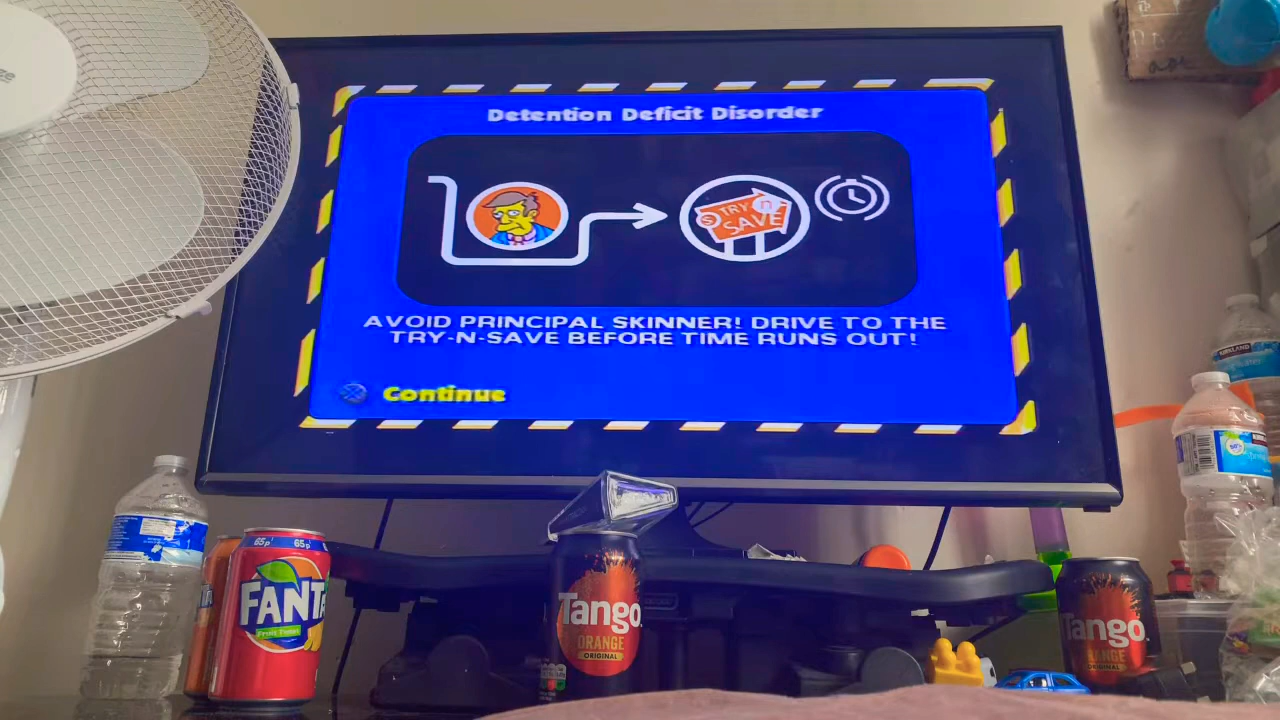 Detention Deficit Disorder
TRY
n
S
SAVE
AVOID PRINCIPAL SKINNER! DRIVE TO THE
TRY-N-SAVE BEFORE TIME RUNS OUT!
Continue
65p
65p
FANTA
Fruit Twist
Tango
ORANGE
ORIGINAL
Tango
ORANGE
ORIGINAL
KIRKLAND